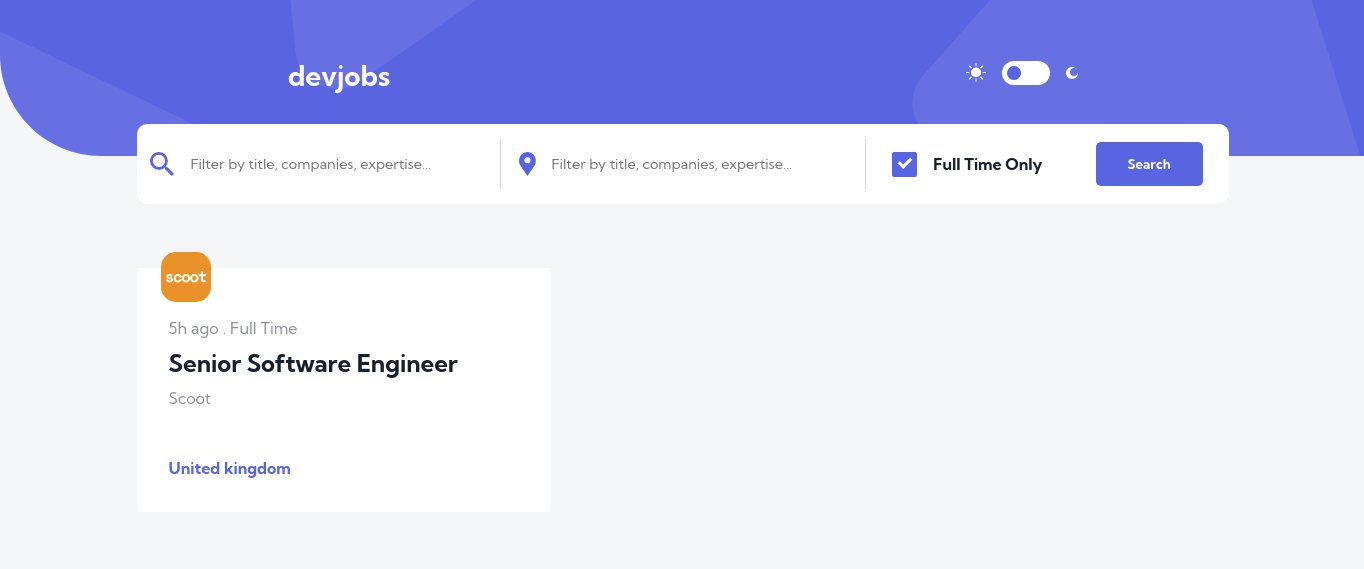 devjobs
Filter by title, companies, expertise...
Filter by title, companies, expertise...
Full Time Only
Search
scoot
5h ago . Full Time
Senior Software Engineer
Scoot
United kingdom